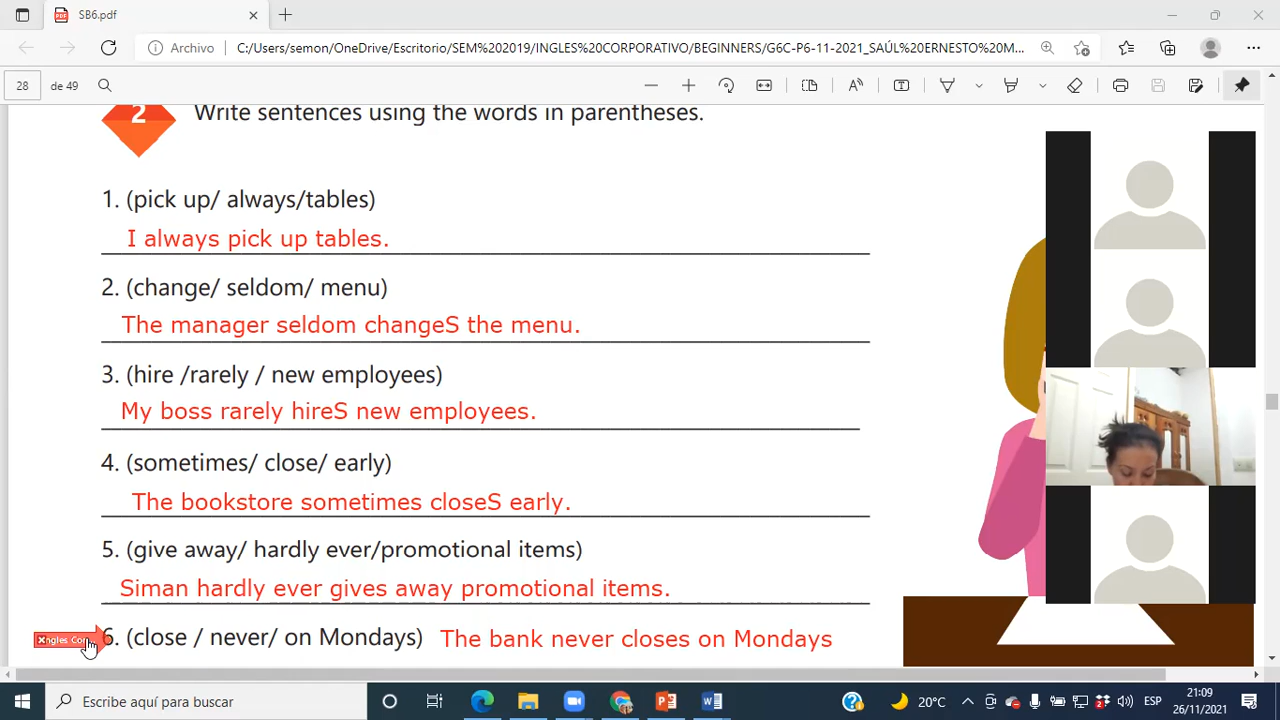 SB6.pdf
Archivo
C:/Users/semon/OneDrive/Escritorio/SEM%202019/INGLES%20CORPORATIVO/BEGINNERS/G6C-P6-11-2021_SAÚL%20ERNESTO%20M...
28 de 49
2 Write sentences using the words in parentheses.
1. (pick up/ always/tables)
I always pick up tables.
2. (change/ seldom/ menu)
The manager seldom changeS the menu.
3. (hire /rarely / new employees)
My boss rarely hireS new employees.
4. (sometimes/ close/ early)
The bookstore sometimes closeS early.
5. (give away/ hardly ever/promotional items)
Siman hardly ever gives away promotional items.
6. (close / never/ on Mondays) The bank never closes on Mondays
Escribe aquí para buscar
20°C
ESP
21:09
26/11/2021